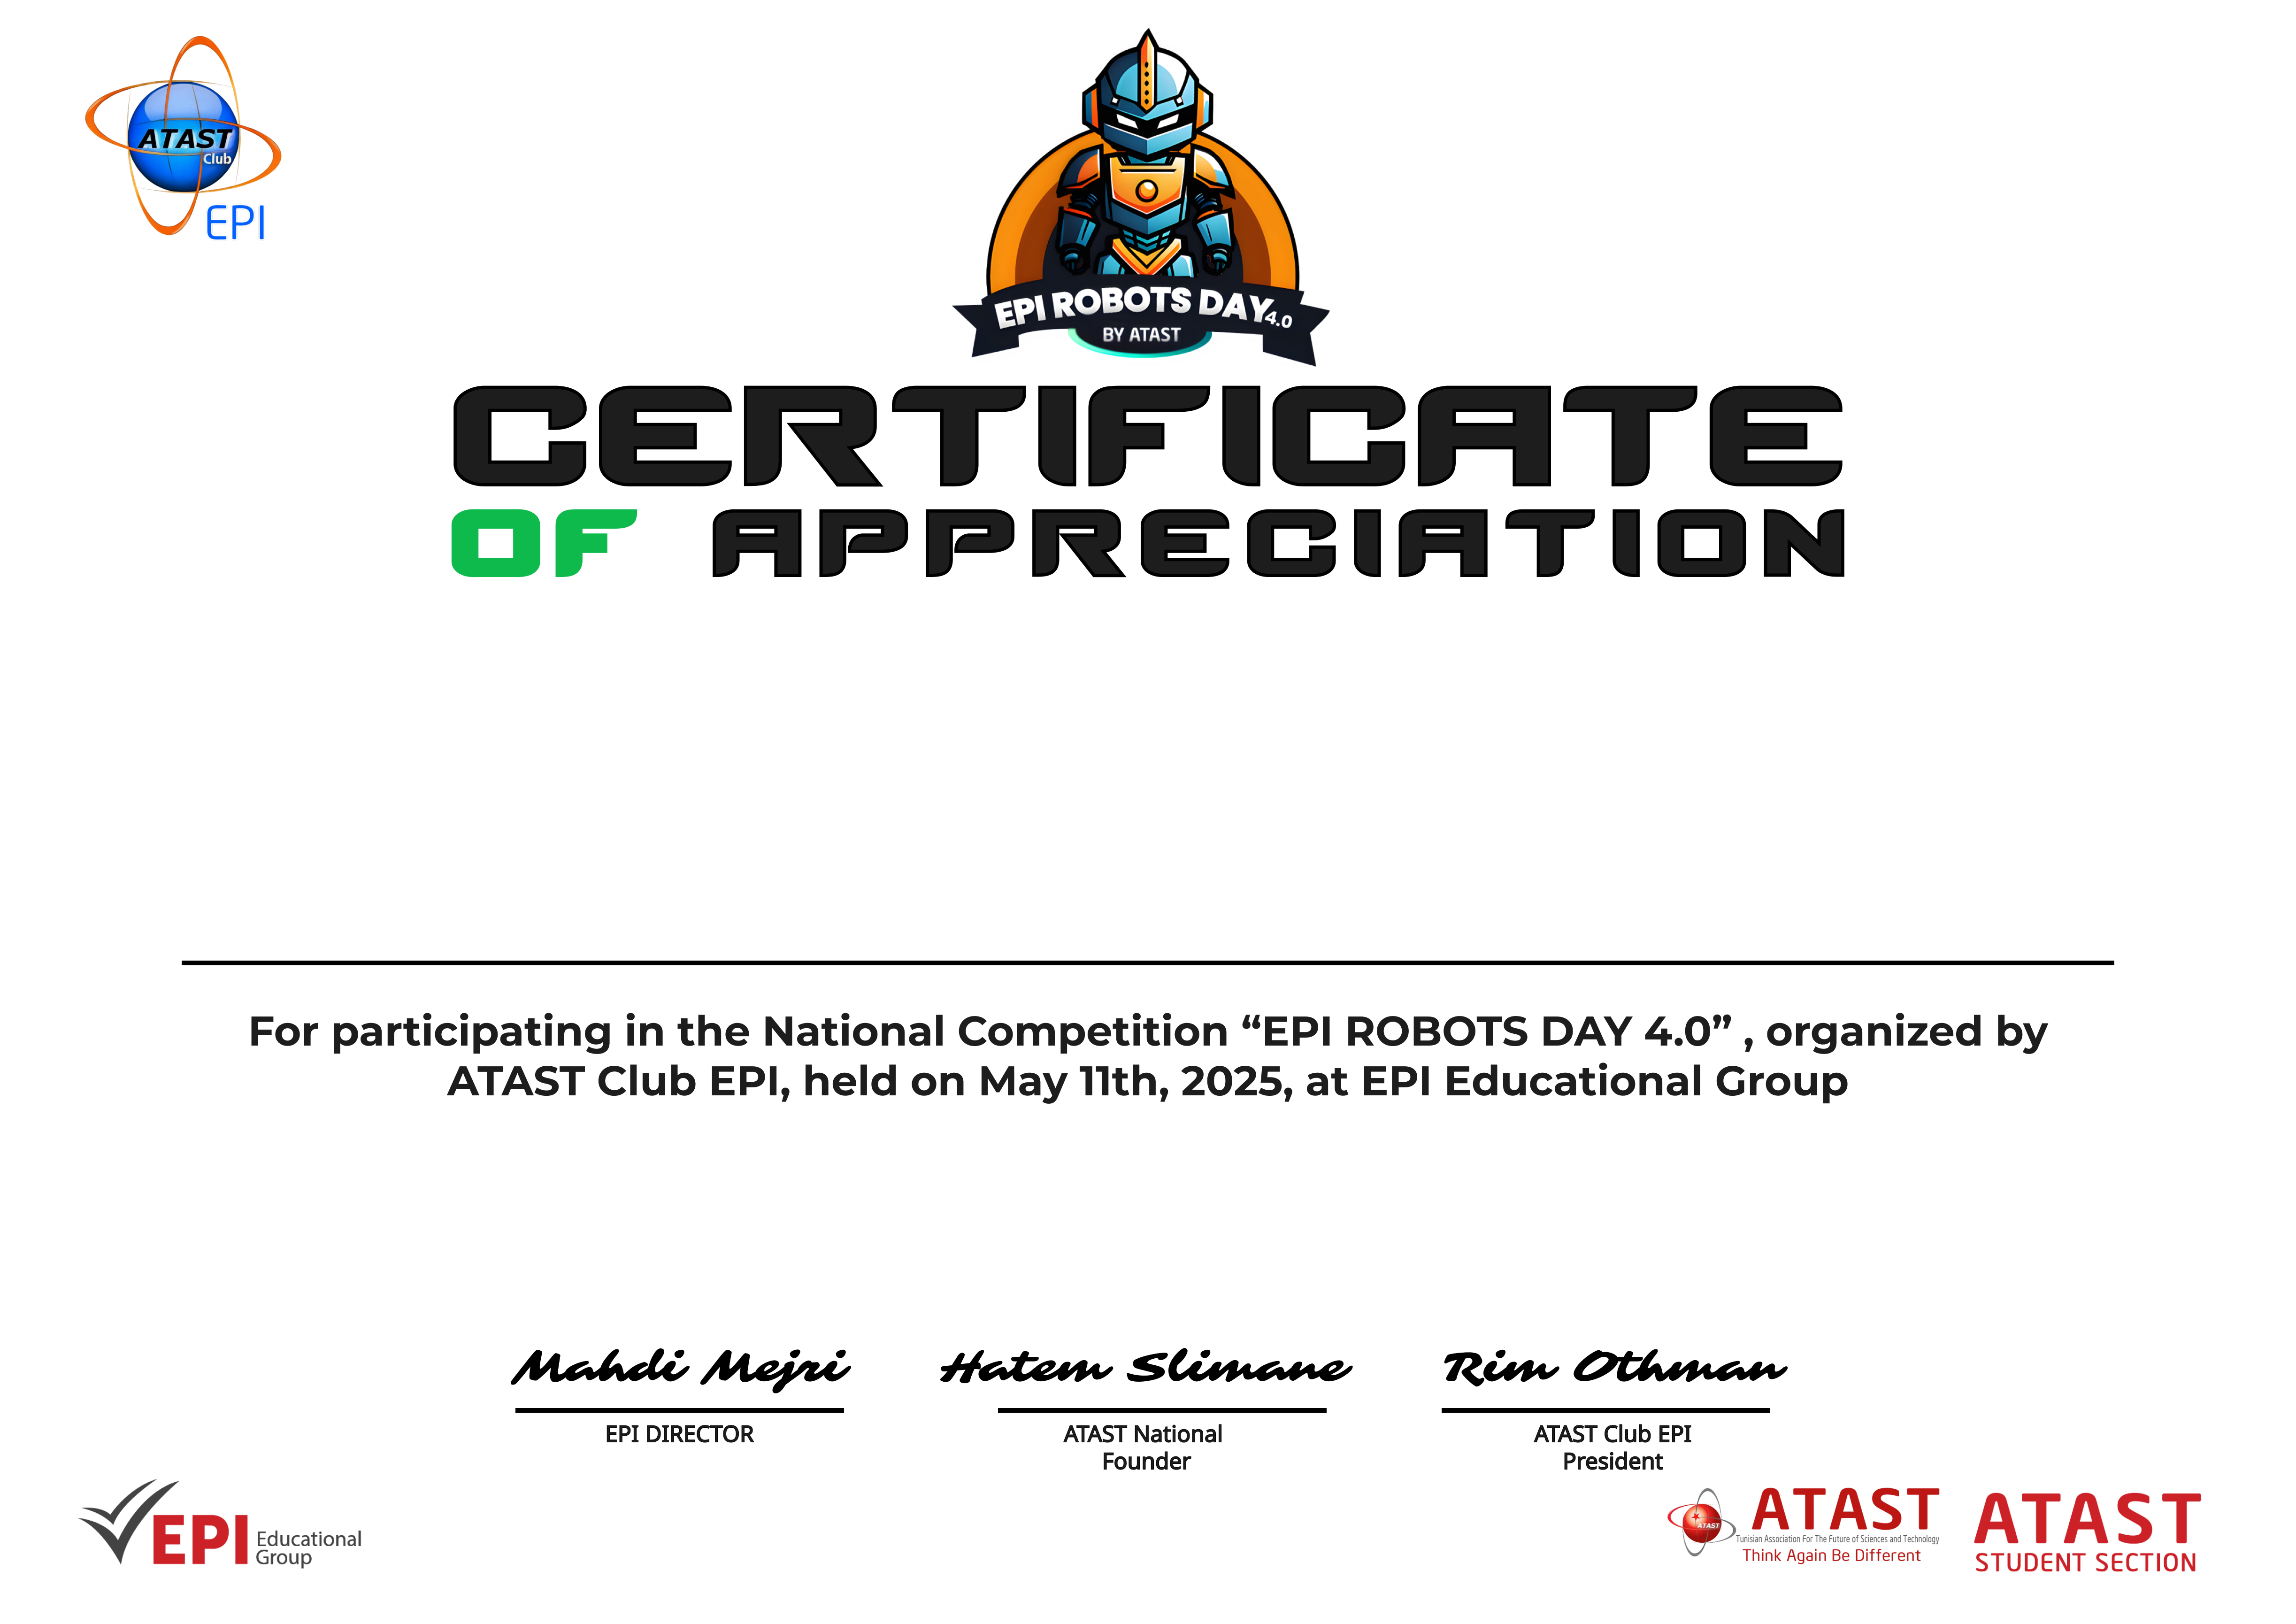 ATAST
Club
EPI
EPI ROBOTS DAY 4.0
BY ATAST
CERTIFICATE
OF APPRECIATION
For participating in the National Competition “EPI ROBOTS DAY 4.0” , organized by
ATAST Club EPI, held on May 11th, 2025, at EPI Educational Group
Mahdi Mejri
EPI DIRECTOR
Hatem Slimane
ATAST National
Founder
Rim Othman
ATAST Club EPI
President
EPI Educational
Group
ATAST
ATAST
Tunisian Association For The Future of Sciences and Technology
Think Again Be Different
ATAST
STUDENT SECTION